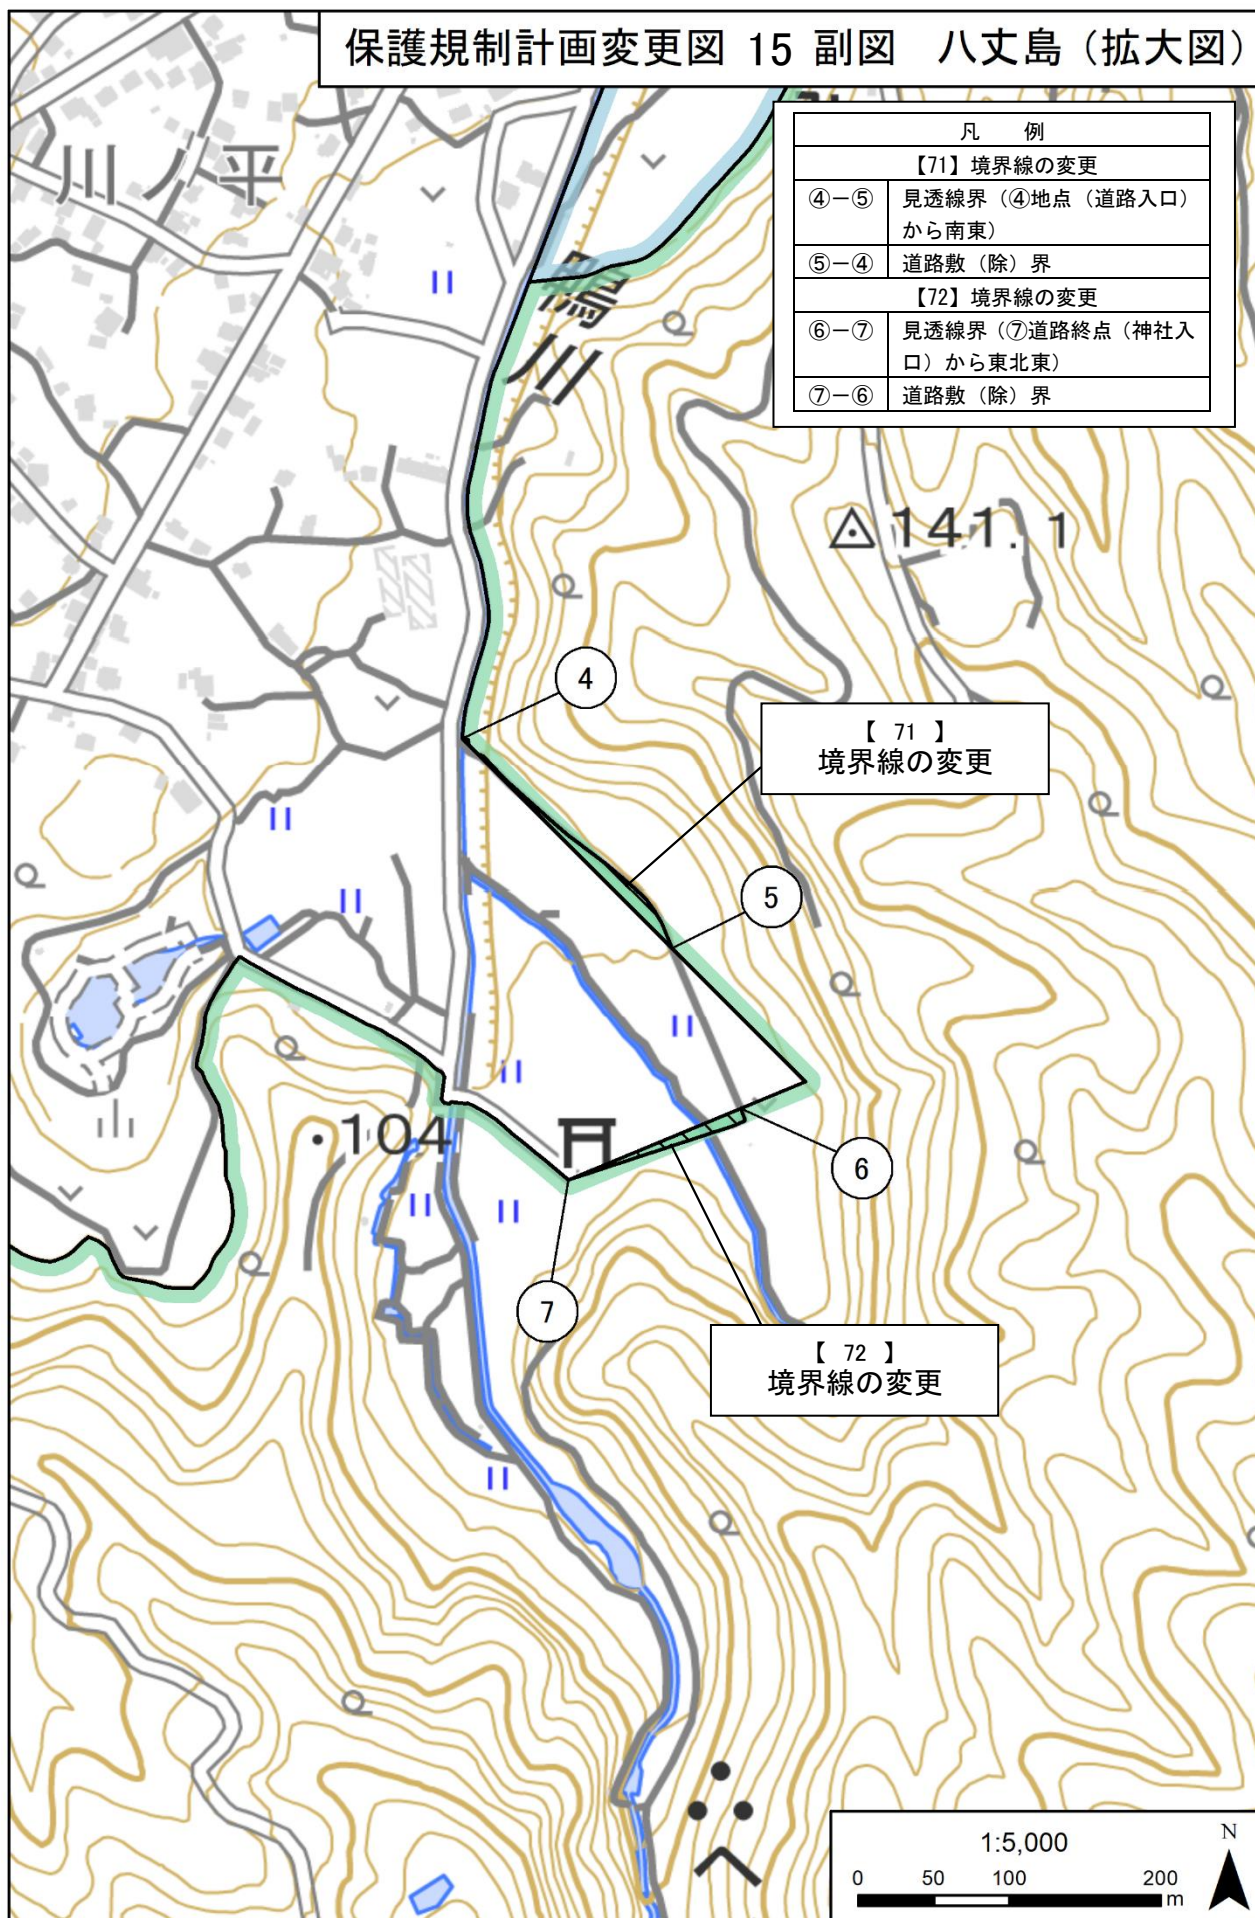 保護規制計画変更図 15 副図　八丈島（拡大図）
凡　例
【71】境界線の変更
④－⑤ 見透線界（④地点（道路入口）
から南東）
⑤－④ 道路敷（除）界
【72】境界線の変更
⑥－⑦ 見透線界（⑦道路終点（神社入
口）から東北東）
⑦－⑥ 道路敷（除）界
川ノ平
鴨川
141.1
4
【 71 】
境界線の変更
5
104
6
7
【 72 】
境界線の変更
1:5,000
N
0 50 100 200
m